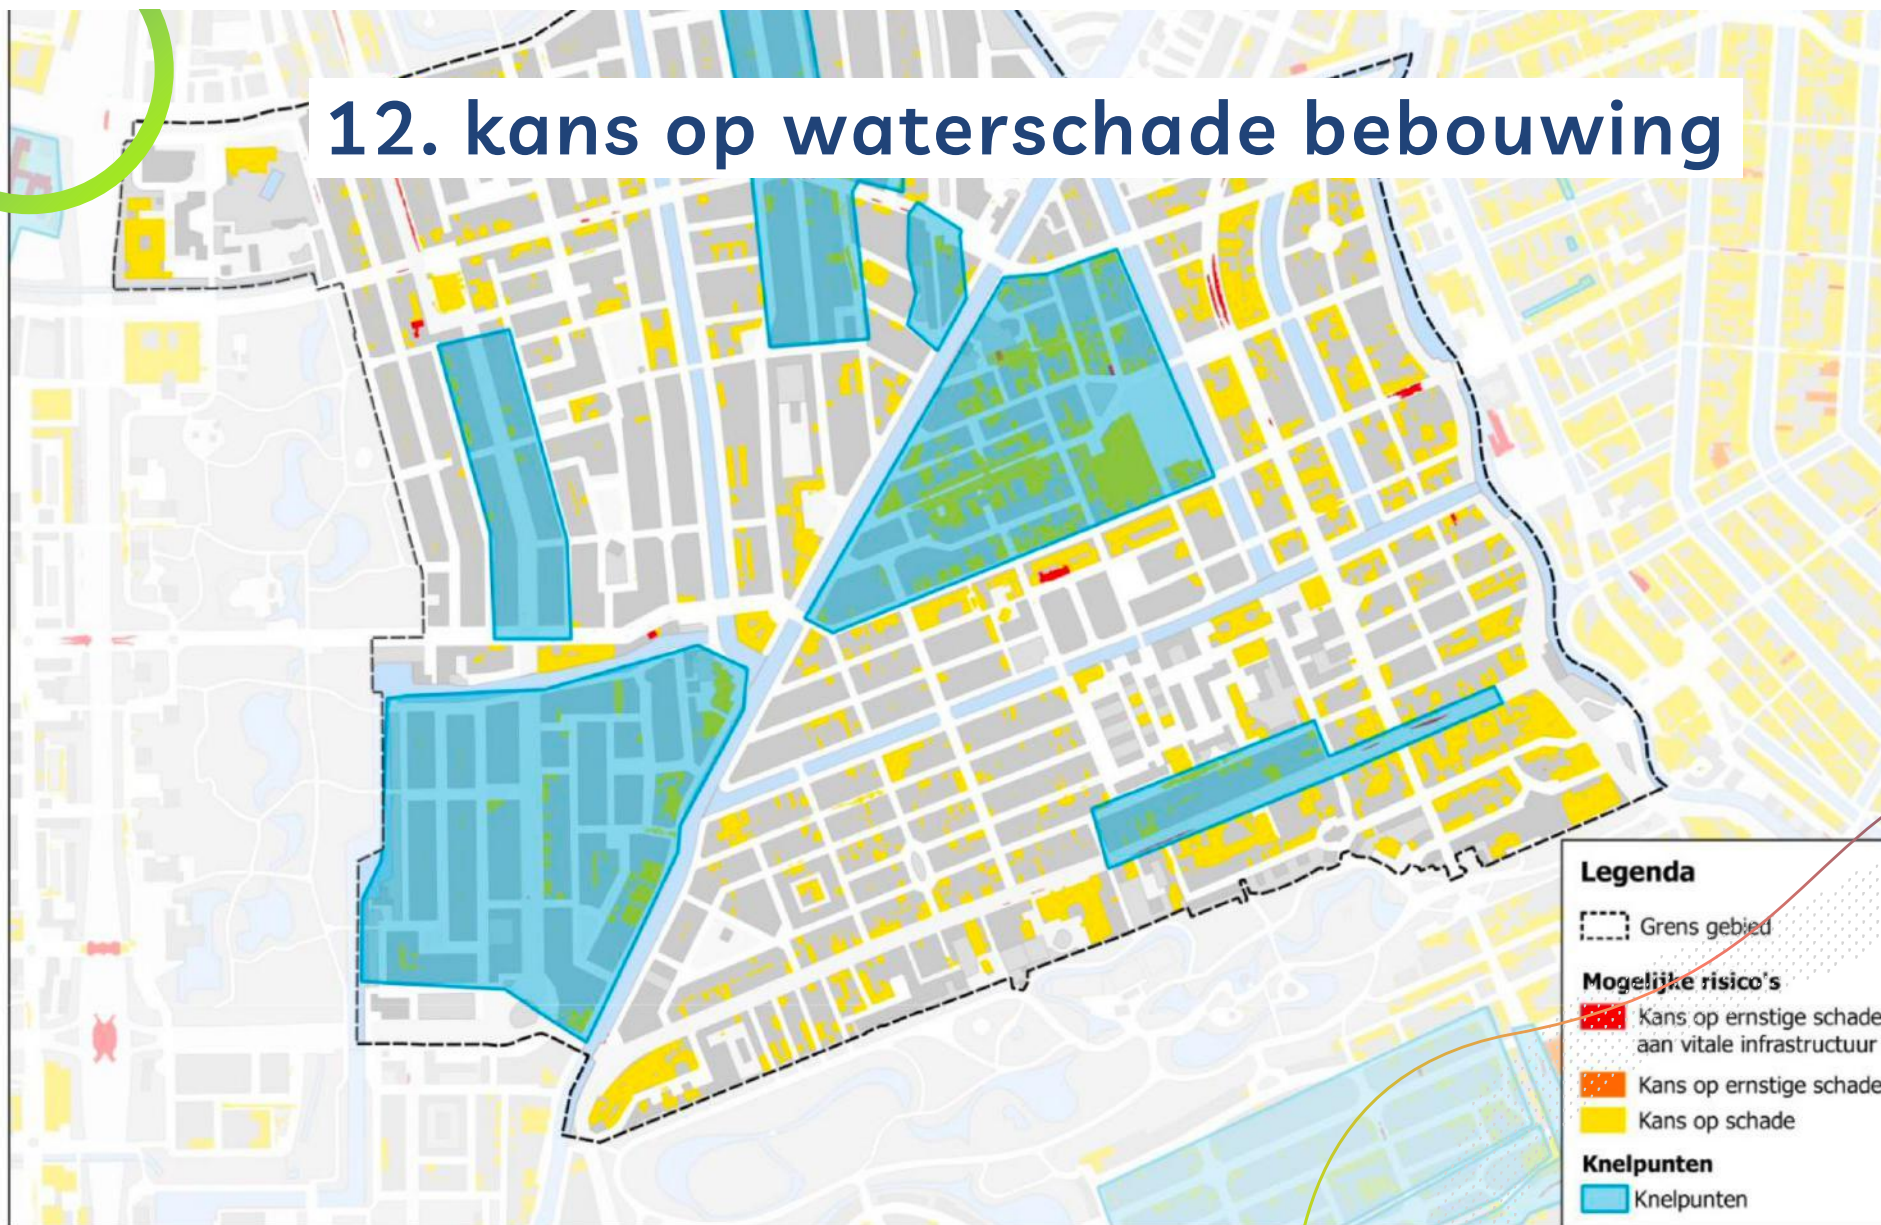 12. kans op waterschade bebouwing
Legenda
Grens gebied
Mogelijke risico's
Kans op ernstige schade
aan vitale infrastructuur
Kans op ernstige schade
Kans op schade
Knelpunten
Knelpunten